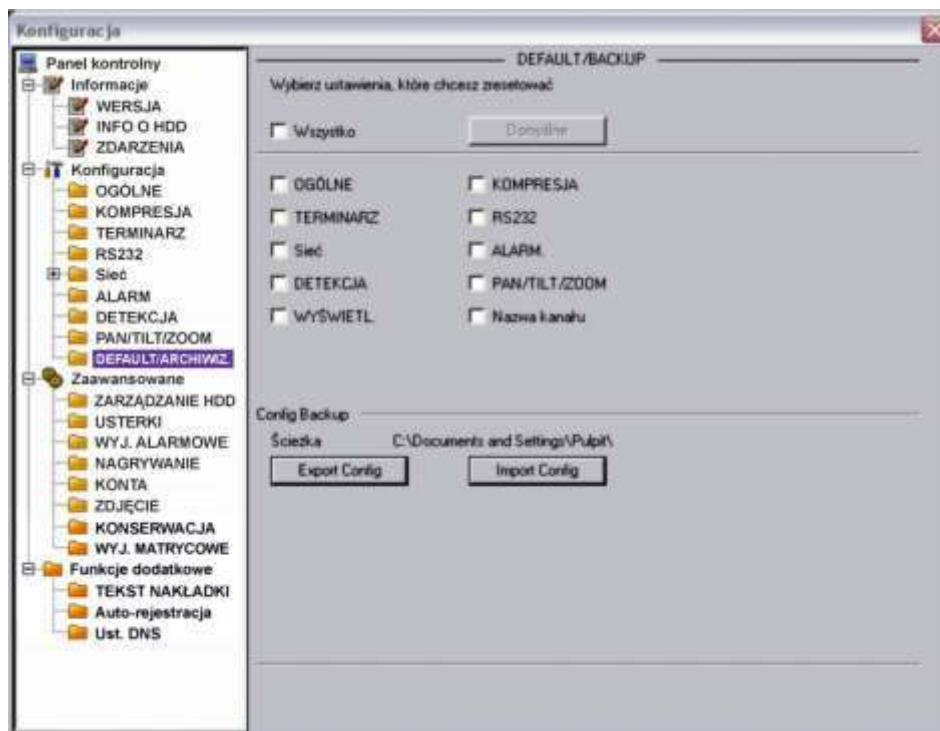 Konfiguracja
Panel kontrolny
Informacje
WERSJA
INFO O HDD
ZDARZENIA
Konfiguracja
OGÓLNE
KOMPRESJA
TERMINARZ
RS232
Sieć
ALARM
DETEKCJA
PAN/TILT/ZOOM
DEFAULT/ARCHIWIZ.
Zaawansowane
ZARZĄDZANIE HDD
USTERKI
WYJ. ALARMOWE
NAGRYWANIE
KONTA
ZDJĘCIE
KONSERWACJA
WYJ. MATRYCOWE
Funkcje dodatkowe
TEKST NAKŁADKI
Auto-rejestracja
Ust. DNS
DEFAULT/BACKUP
Wybierz ustawienia, które chcesz zresetować
Wszystko
Domyślne
OGÓLNE
KOMPRESJA
TERMINARZ
RS232
Sieć
ALARM.
DETEKCJA
PAN/TILT/ZOOM
WYŚWIETL.
Nazwa kanału
Config Backup
Ścieżka C:\Documents and Settings\Pulpit\
Export Config
Import Config